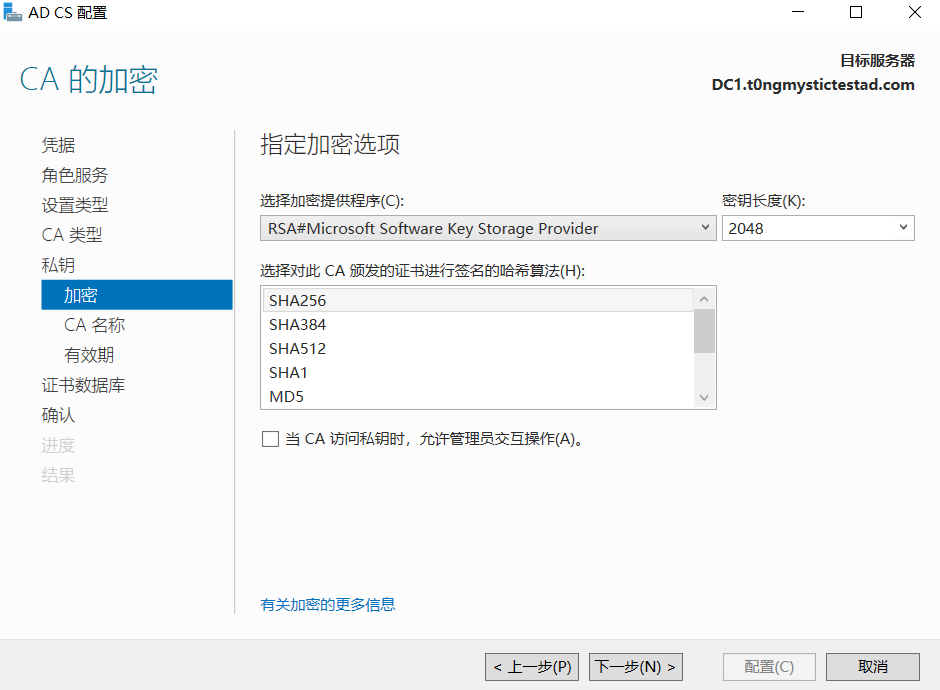 AD CS 配置
CA 的加密
目标服务器
DC1.t0ngmystictestad.com
凭据
角色服务
设置类型
CA 类型
私钥
加密
CA 名称
有效期
证书数据库
确认
进度
结果
指定加密选项
选择加密提供程序(C):
密钥长度(K):
RSA#Microsoft Software Key Storage Provider
2048
选择对此 CA 颁发的证书进行签名的哈希算法(H):
SHA256
SHA384
SHA512
SHA1
MD5
当 CA 访问私钥时，允许管理员交互操作(A)。
有关加密的更多信息
< 上一步(P)
下一步(N) >
配置(C)
取消